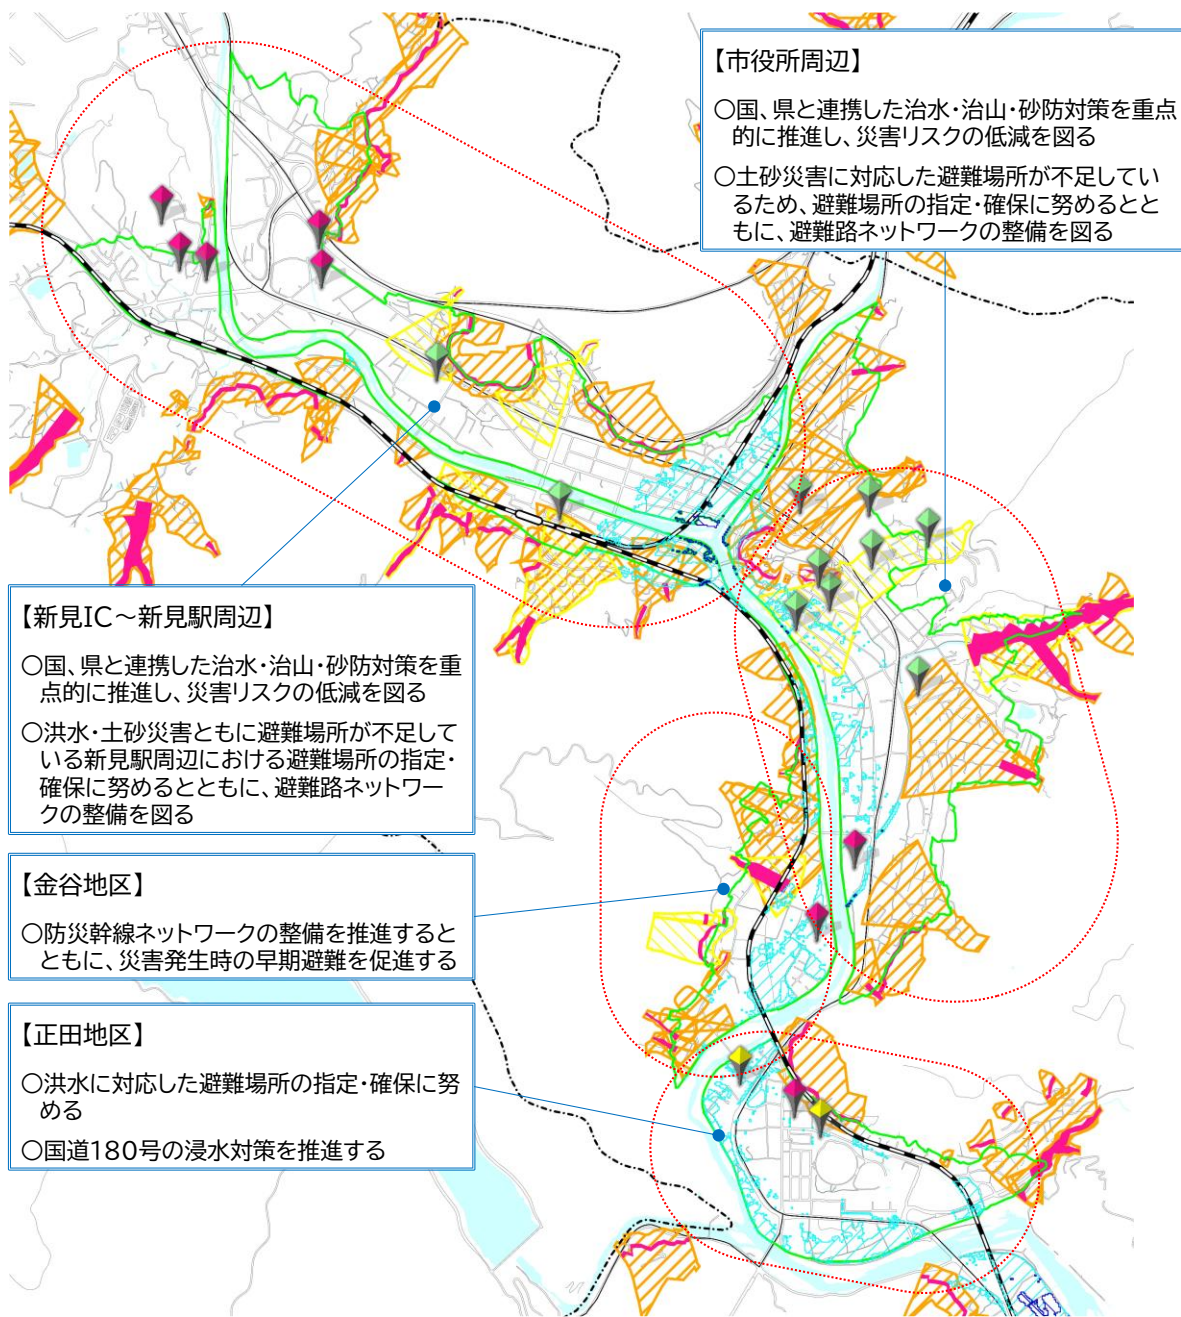 【市役所周辺】
○国、県と連携した治水・治山・砂防対策を重点
的に推進し、災害リスクの低減を図る
○土砂災害に対応した避難場所が不足してい
るため、避難場所の指定・確保に努めるとと
もに、避難路ネットワークの整備を図る
【新見IC～新見駅周辺】
○国、県と連携した治水・治山・砂防対策を重
点的に推進し、災害リスクの低減を図る
○洪水・土砂災害ともに避難場所が不足して
いる新見駅周辺における避難場所の指定・
確保に努めるとともに、避難路ネットワー
クの整備を図る
【金谷地区】
○防災幹線ネットワークの整備を推進すると
ともに、災害発生時の早期避難を促進する
【正田地区】
○洪水に対応した避難場所の指定・確保に努
める
○国道180号の浸水対策を推進する